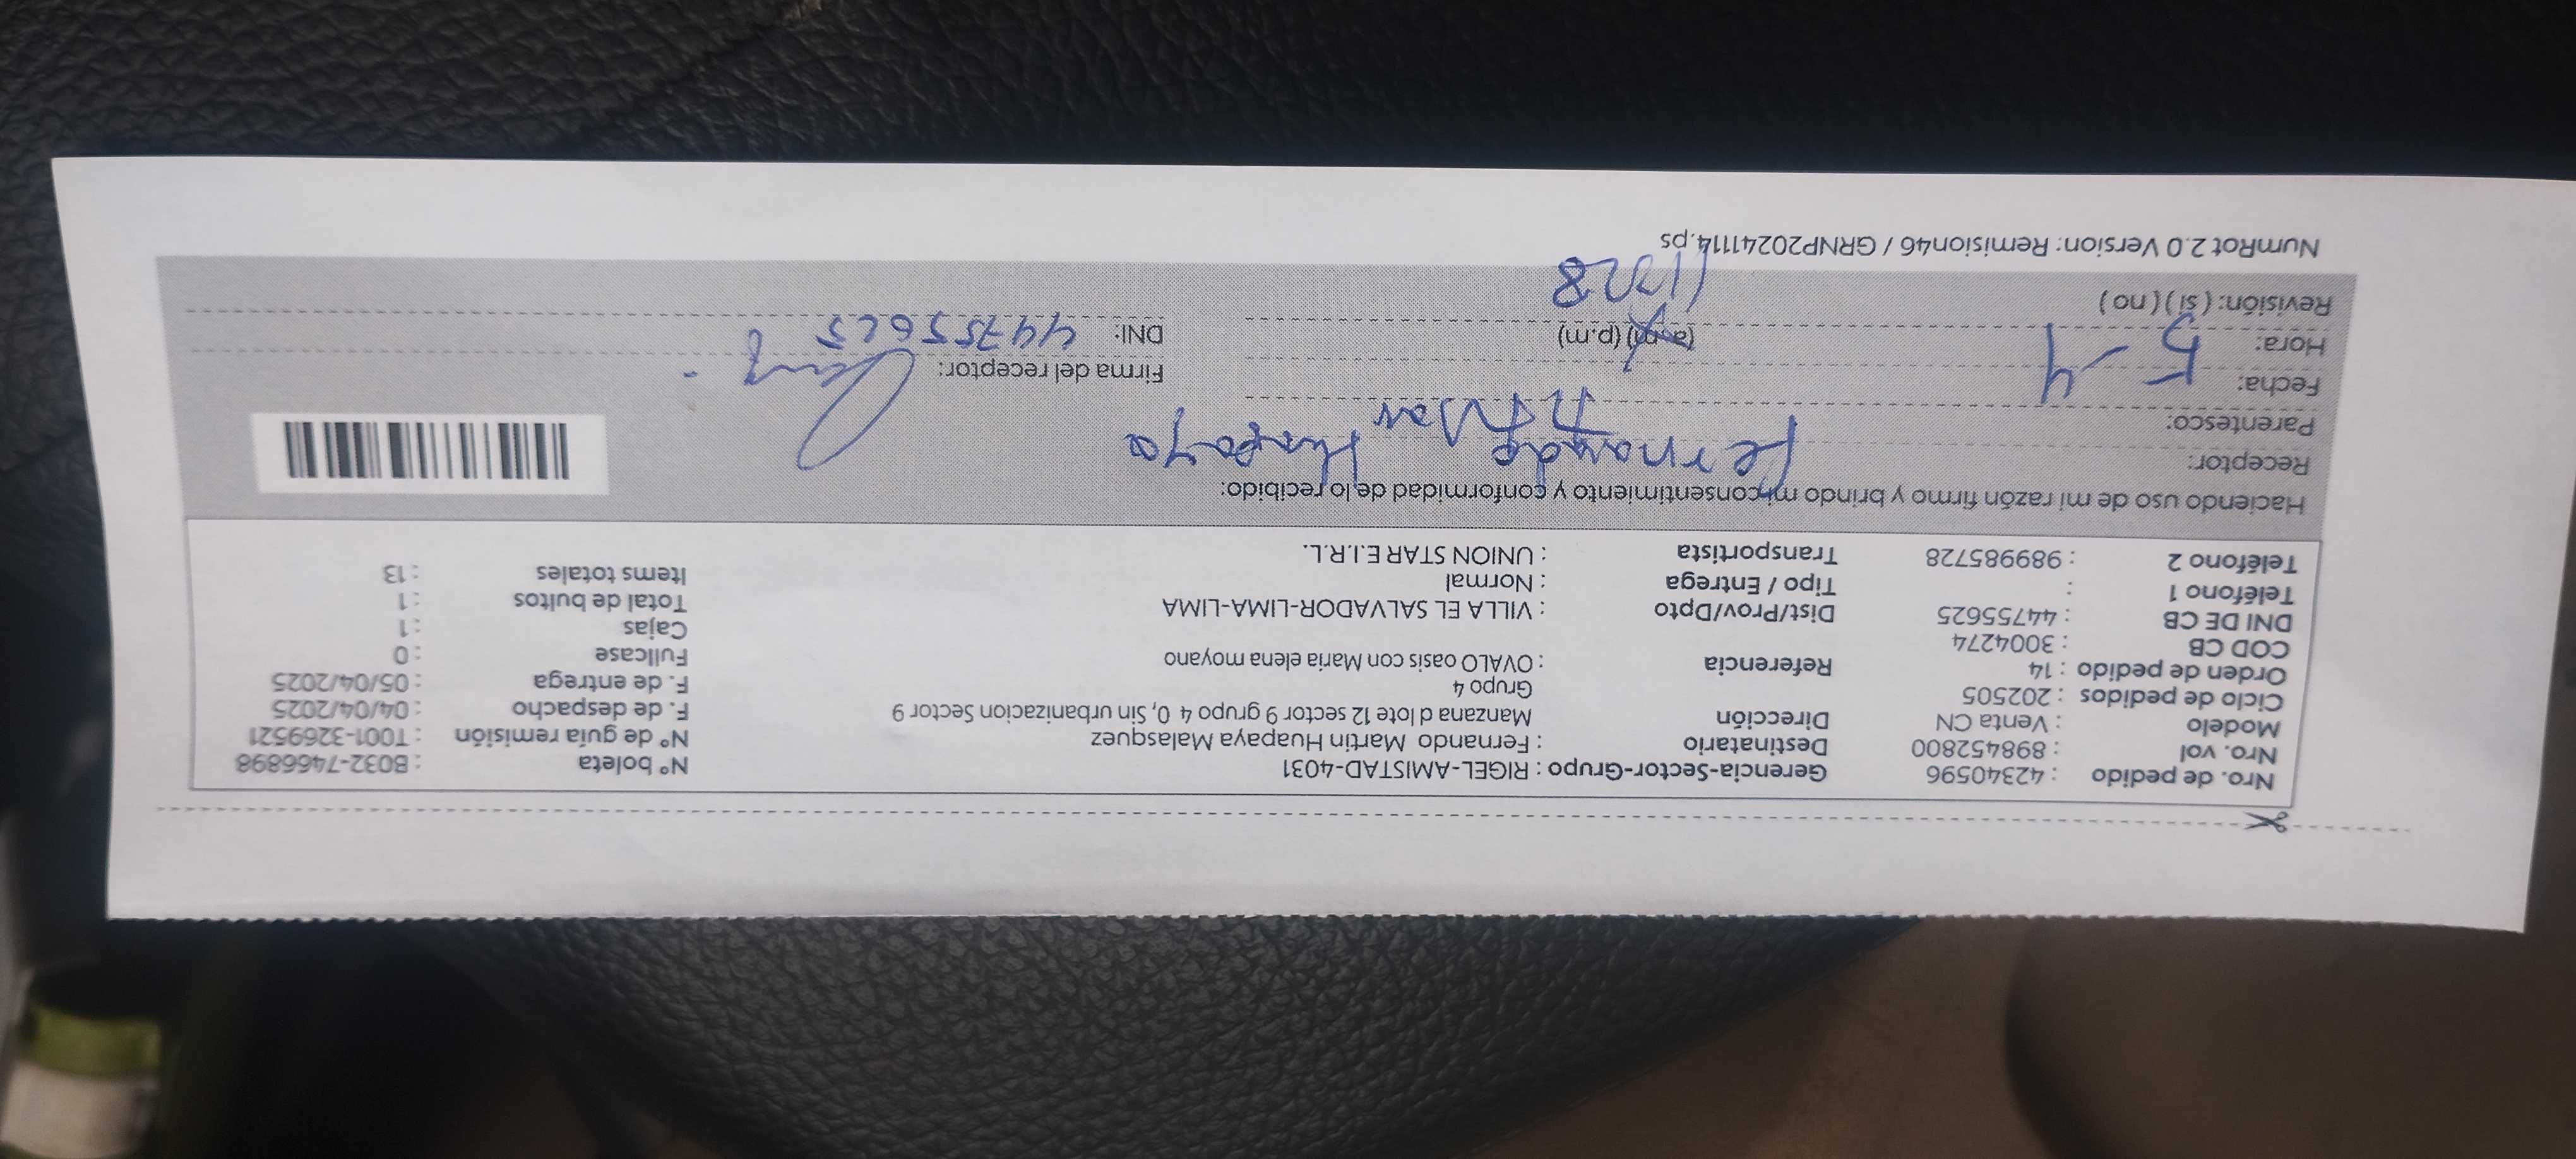 Nro. de pedido : 42340596 Gerencia-Sector-Grupo : RIGEL-AMISTAD-4031 N° boleta : B032-7466898
Nro. vol : 898452800 Destinatario : Fernando Martin Huapaya Malasquez N° de guía remisión : T001-3269521
Modelo : Venta CN Dirección Manzana d lote 12 sector 9 grupo 4 0, Sin urbanizacion Sector 9 F. de despacho : 04/04/2025
Ciclo de pedidos : 202505 Grupo 4 F. de entrega : 05/04/2025
Orden de pedido : 14 Referencia : OVALO oasis con Maria elena moyano Fullcase : 0
COD CB : 3004274 Cajas : 1
DNI DE CB : 44755625 Dist/Prov/Dpto : VILLA EL SALVADOR-LIMA-LIMA Total de bultos : 1
Teléfono 1 : Tipo / Entrega : Normal Items totales : 13
Teléfono 2 : 989985728 Transportista : UNION STAR E.I.R.L.
Haciendo uso de mi razón firmo y brindo mi consentimiento y conformidad de lo recibido:
Receptor: Fernando Huapaya
Parentesco: Titular
Fecha: 5-4 Firma del receptor:
Hora: (a.m) (p.m) DNI: 44755625
Revisión: ( si ) ( no ) 1028
NumRot 2.0 Version: Remision46 / GRNP20241114.ps